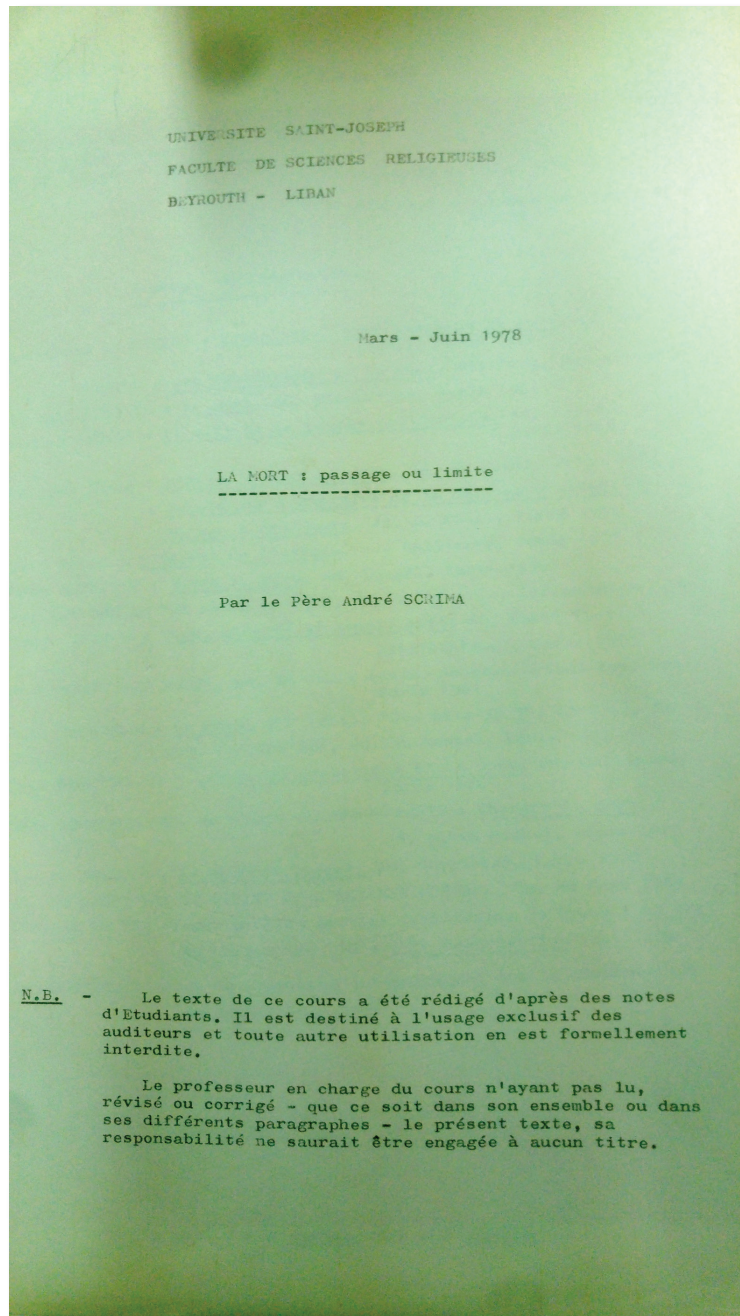 UNIVERSITE SAINT-JOSEPH
FACULTE DE SCIENCES RELIGIEUSES
BEYROUTH - LIBAN
Mars - Juin 1978
LA MORT : passage ou limite
---------------------------
Par le Père André SCRIMA
N.B. - Le texte de ce cours a été rédigé d'après des notes
d'Etudiants. Il est destiné à l'usage exclusif des
auditeurs et toute autre utilisation en est formellement
interdite.
Le professeur en charge du cours n'ayant pas lu,
révisé ou corrigé - que ce soit dans son ensemble ou dans
ses différents paragraphes - le présent texte, sa
responsabilité ne saurait être engagée à aucun titre.